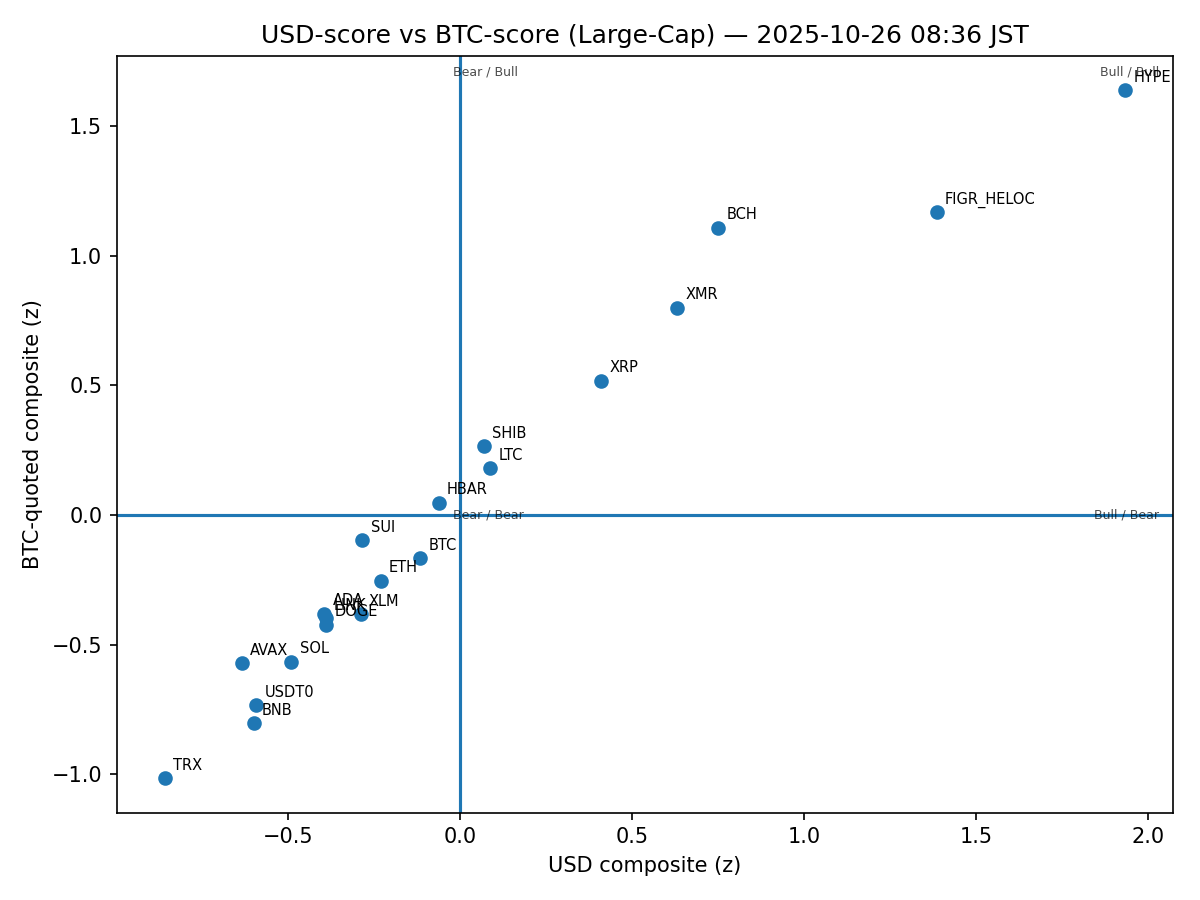 USD-score vs BTC-score (Large-Cap) — 2025-10-26 08:36 JST
Bear / Bull
Bull / Bull
HYPE
1.5
FIGR_HELOC
BCH
1.0
XMR
XRP
0.5
SHIB
LTC
HBAR
0.0
Bear / Bear
Bull / Bear
SUI
BTC
ETH
ADA
XLM
DOGE
−0.5
AVAX
SOL
USDT0
BNB
−1.0
TRX
−0.5
0.0
0.5
1.0
1.5
2.0
USD composite (z)
BTC-quoted composite (z)